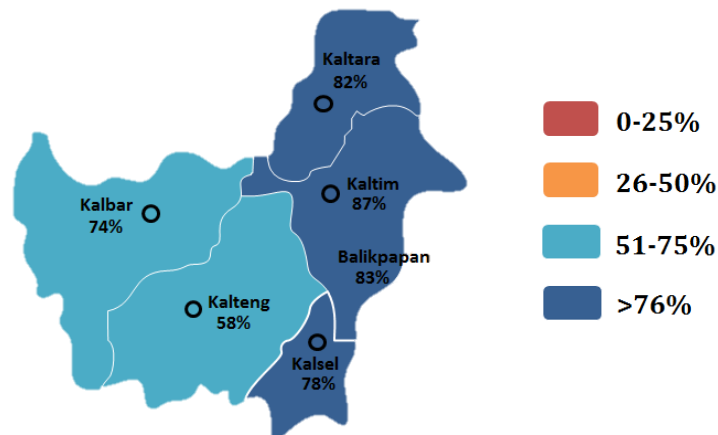 Kaltara
82%
Kaltim
87%
Kalbar
74%
Balikpapan
83%
Kalteng
58%
Kalsel
78%
0-25%
26-50%
51-75%
>76%